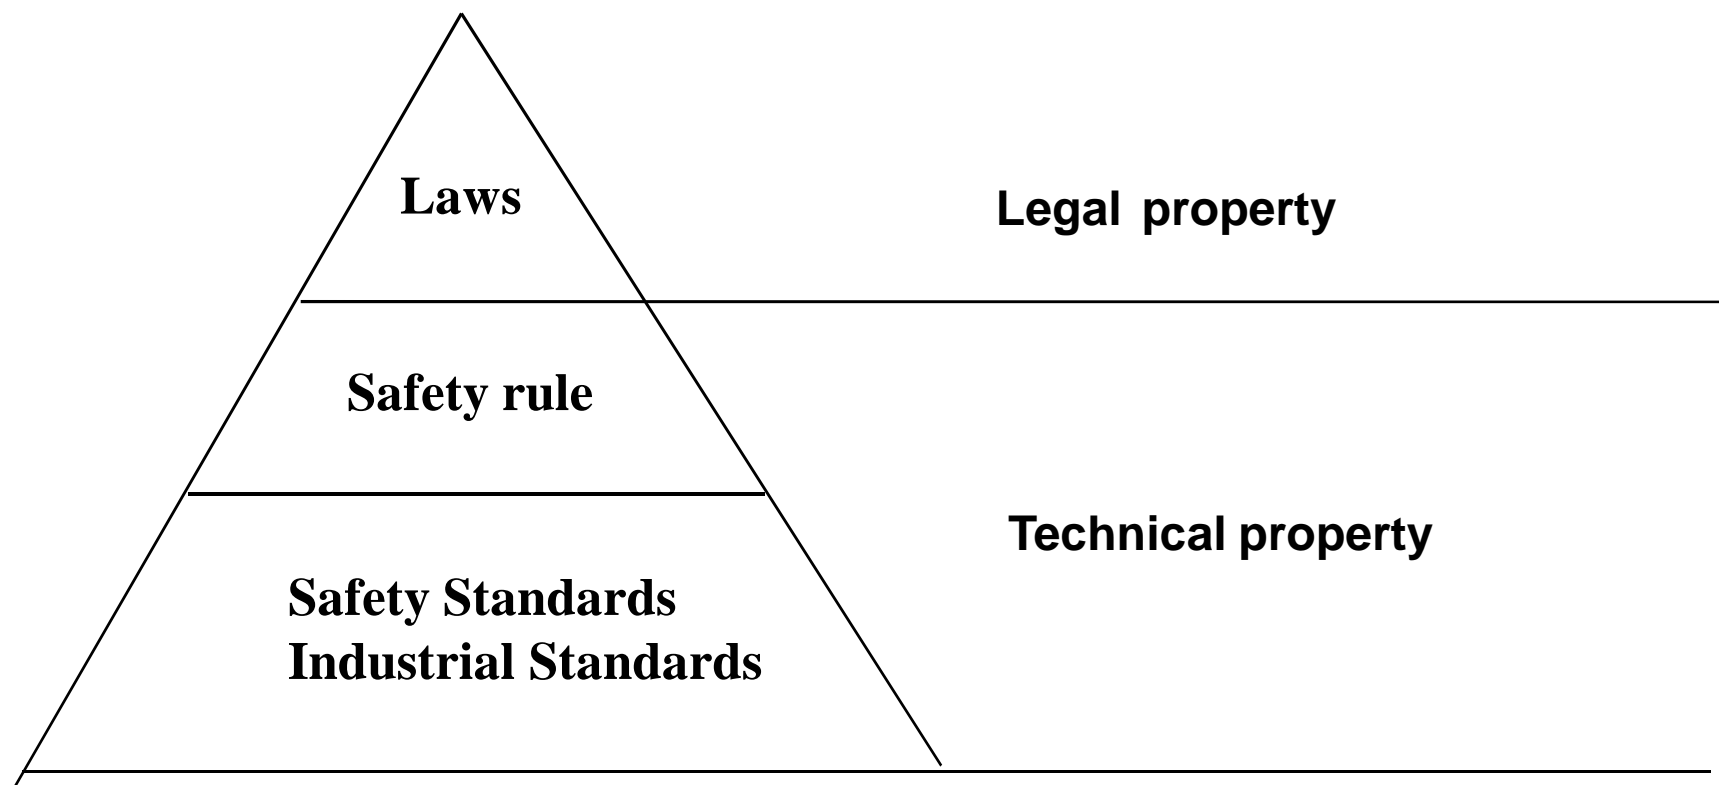 Laws
Legal property
Safety rule
Technical property
Safety Standards
Industrial Standards